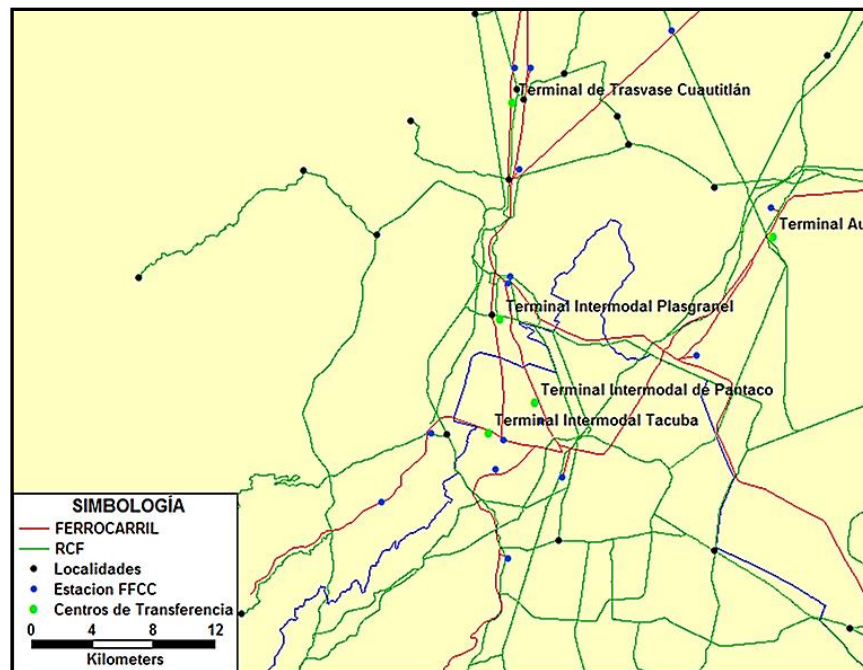 Terminal de Trasvase Cuautitlán
Terminal Au
Terminal Intermodal Plasgranel
Terminal Intermodal de Pantaco
Terminal Intermodal Tacuba
SIMBOLOGÍA
FERROCARRIL
RCF
Localidades
Estacion FFCC
Centros de Transferencia
0 4 8 12
Kilometers